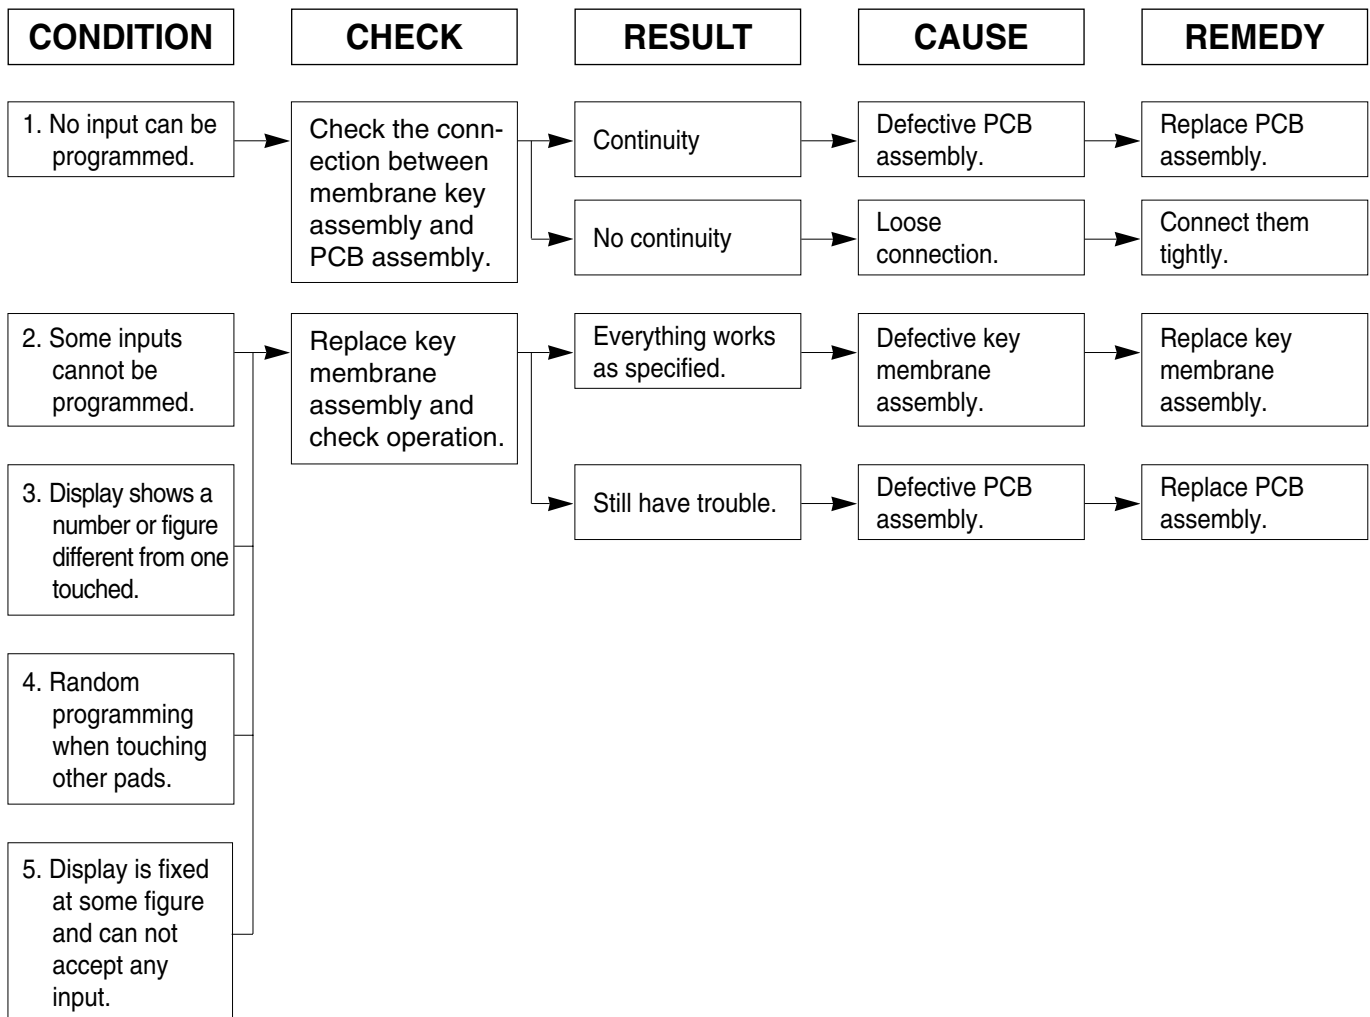 CONDITION
CHECK
RESULT
CAUSE
REMEDY
1. No input can be
programmed.
Check the conn-
ection between
membrane key
assembly and
PCB assembly.
Continuity
Defective PCB
assembly.
Replace PCB
assembly.
No continuity
Loose
connection.
Connect them
tightly.
2. Some inputs
cannot be
programmed.
Replace key
membrane
assembly and
check operation.
Everything works
as specified.
Defective key
membrane
assembly.
Replace key
membrane
assembly.
Still have trouble.
Defective PCB
assembly.
Replace PCB
assembly.
3. Display shows a
number or figure
different from one
touched.
4. Random
programming
when touching
other pads.
5. Display is fixed
at some figure
and can not
accept any
input.